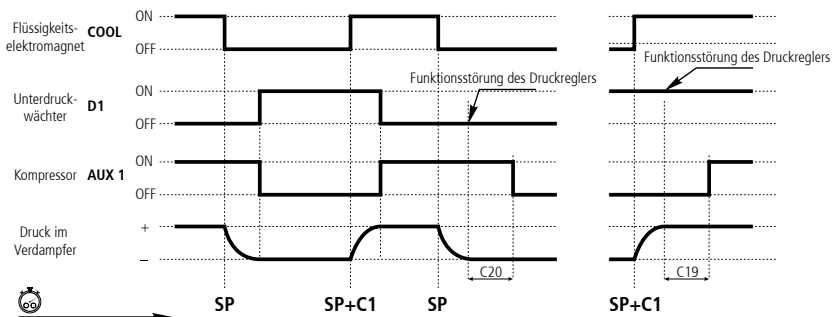 Flüssigkeits-
elektromagnet COOL
ON
OFF
Unterdruck-
wächter D1
ON
OFF
Kompressor AUX 1
ON
OFF
Druck im
Verdampfer
+
–
Funktionsstörung des Druckreglers
Funktionsstörung des Druckreglers
C20
C19
SP
SP+C1
SP
SP+C1